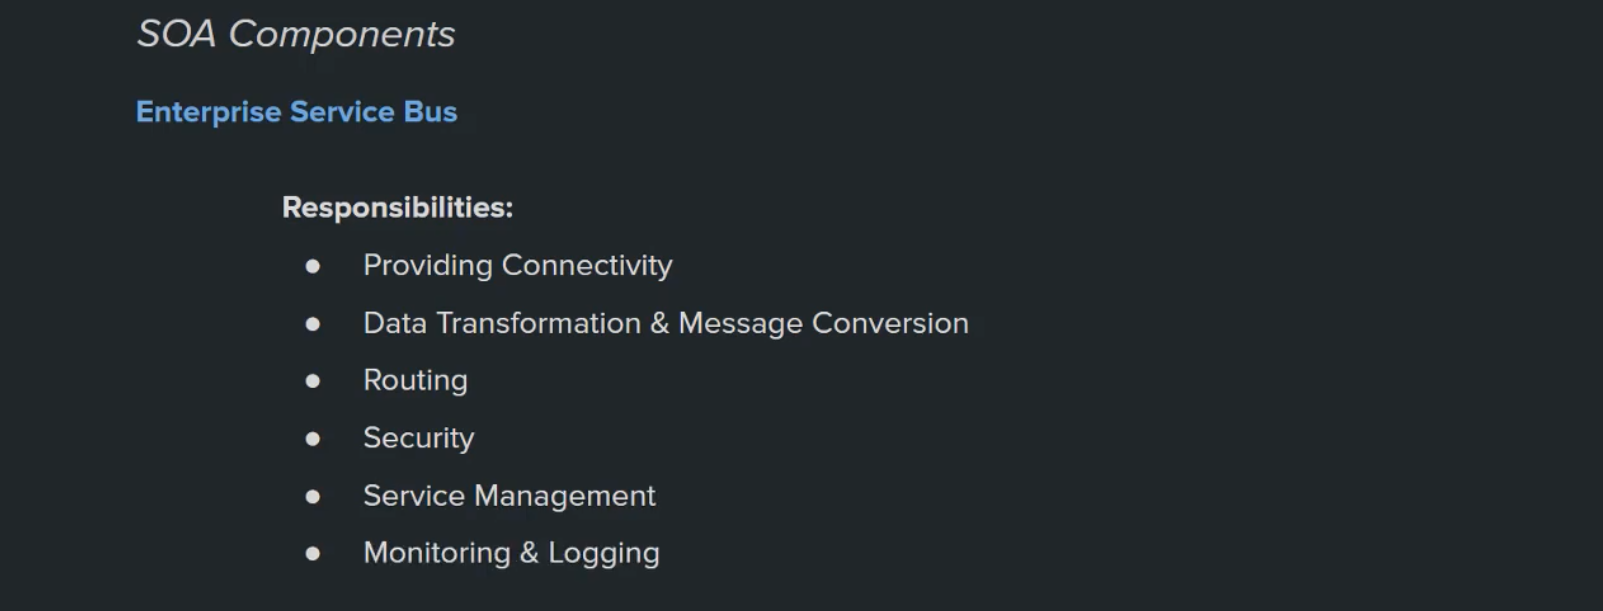 SOA Components
Enterprise Service Bus
Responsibilities:
● Providing Connectivity
● Data Transformation & Message Conversion
● Routing
● Security
● Service Management
● Monitoring & Logging